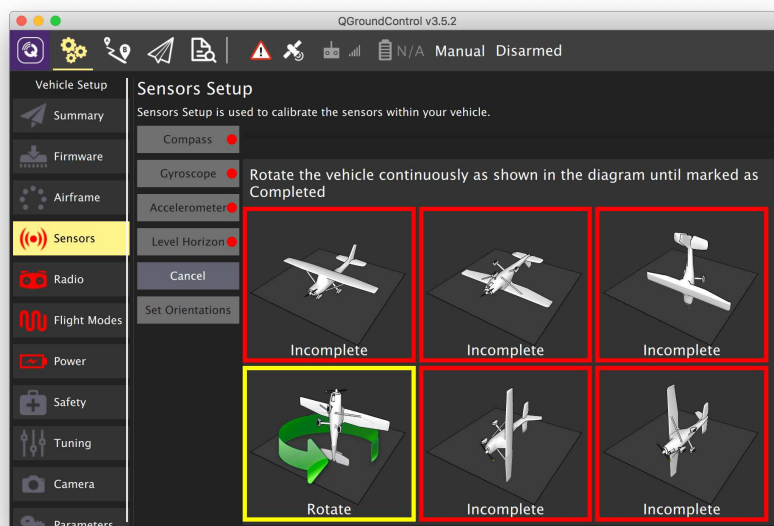 QGroundControl v3.5.2
N/A Manual Disarmed
Vehicle Setup
Summary
Firmware
Airframe
Sensors
Radio
Flight Modes
Power
Safety
Tuning
Camera
Parameters
Sensors Setup
Sensors Setup is used to calibrate the sensors within your vehicle.
Compass
Gyroscope
Accelerometer
Level Horizon
Cancel
Set Orientations
Rotate the vehicle continuously as shown in the diagram until marked as
Completed
Incomplete
Incomplete
Incomplete
Rotate
Incomplete
Incomplete